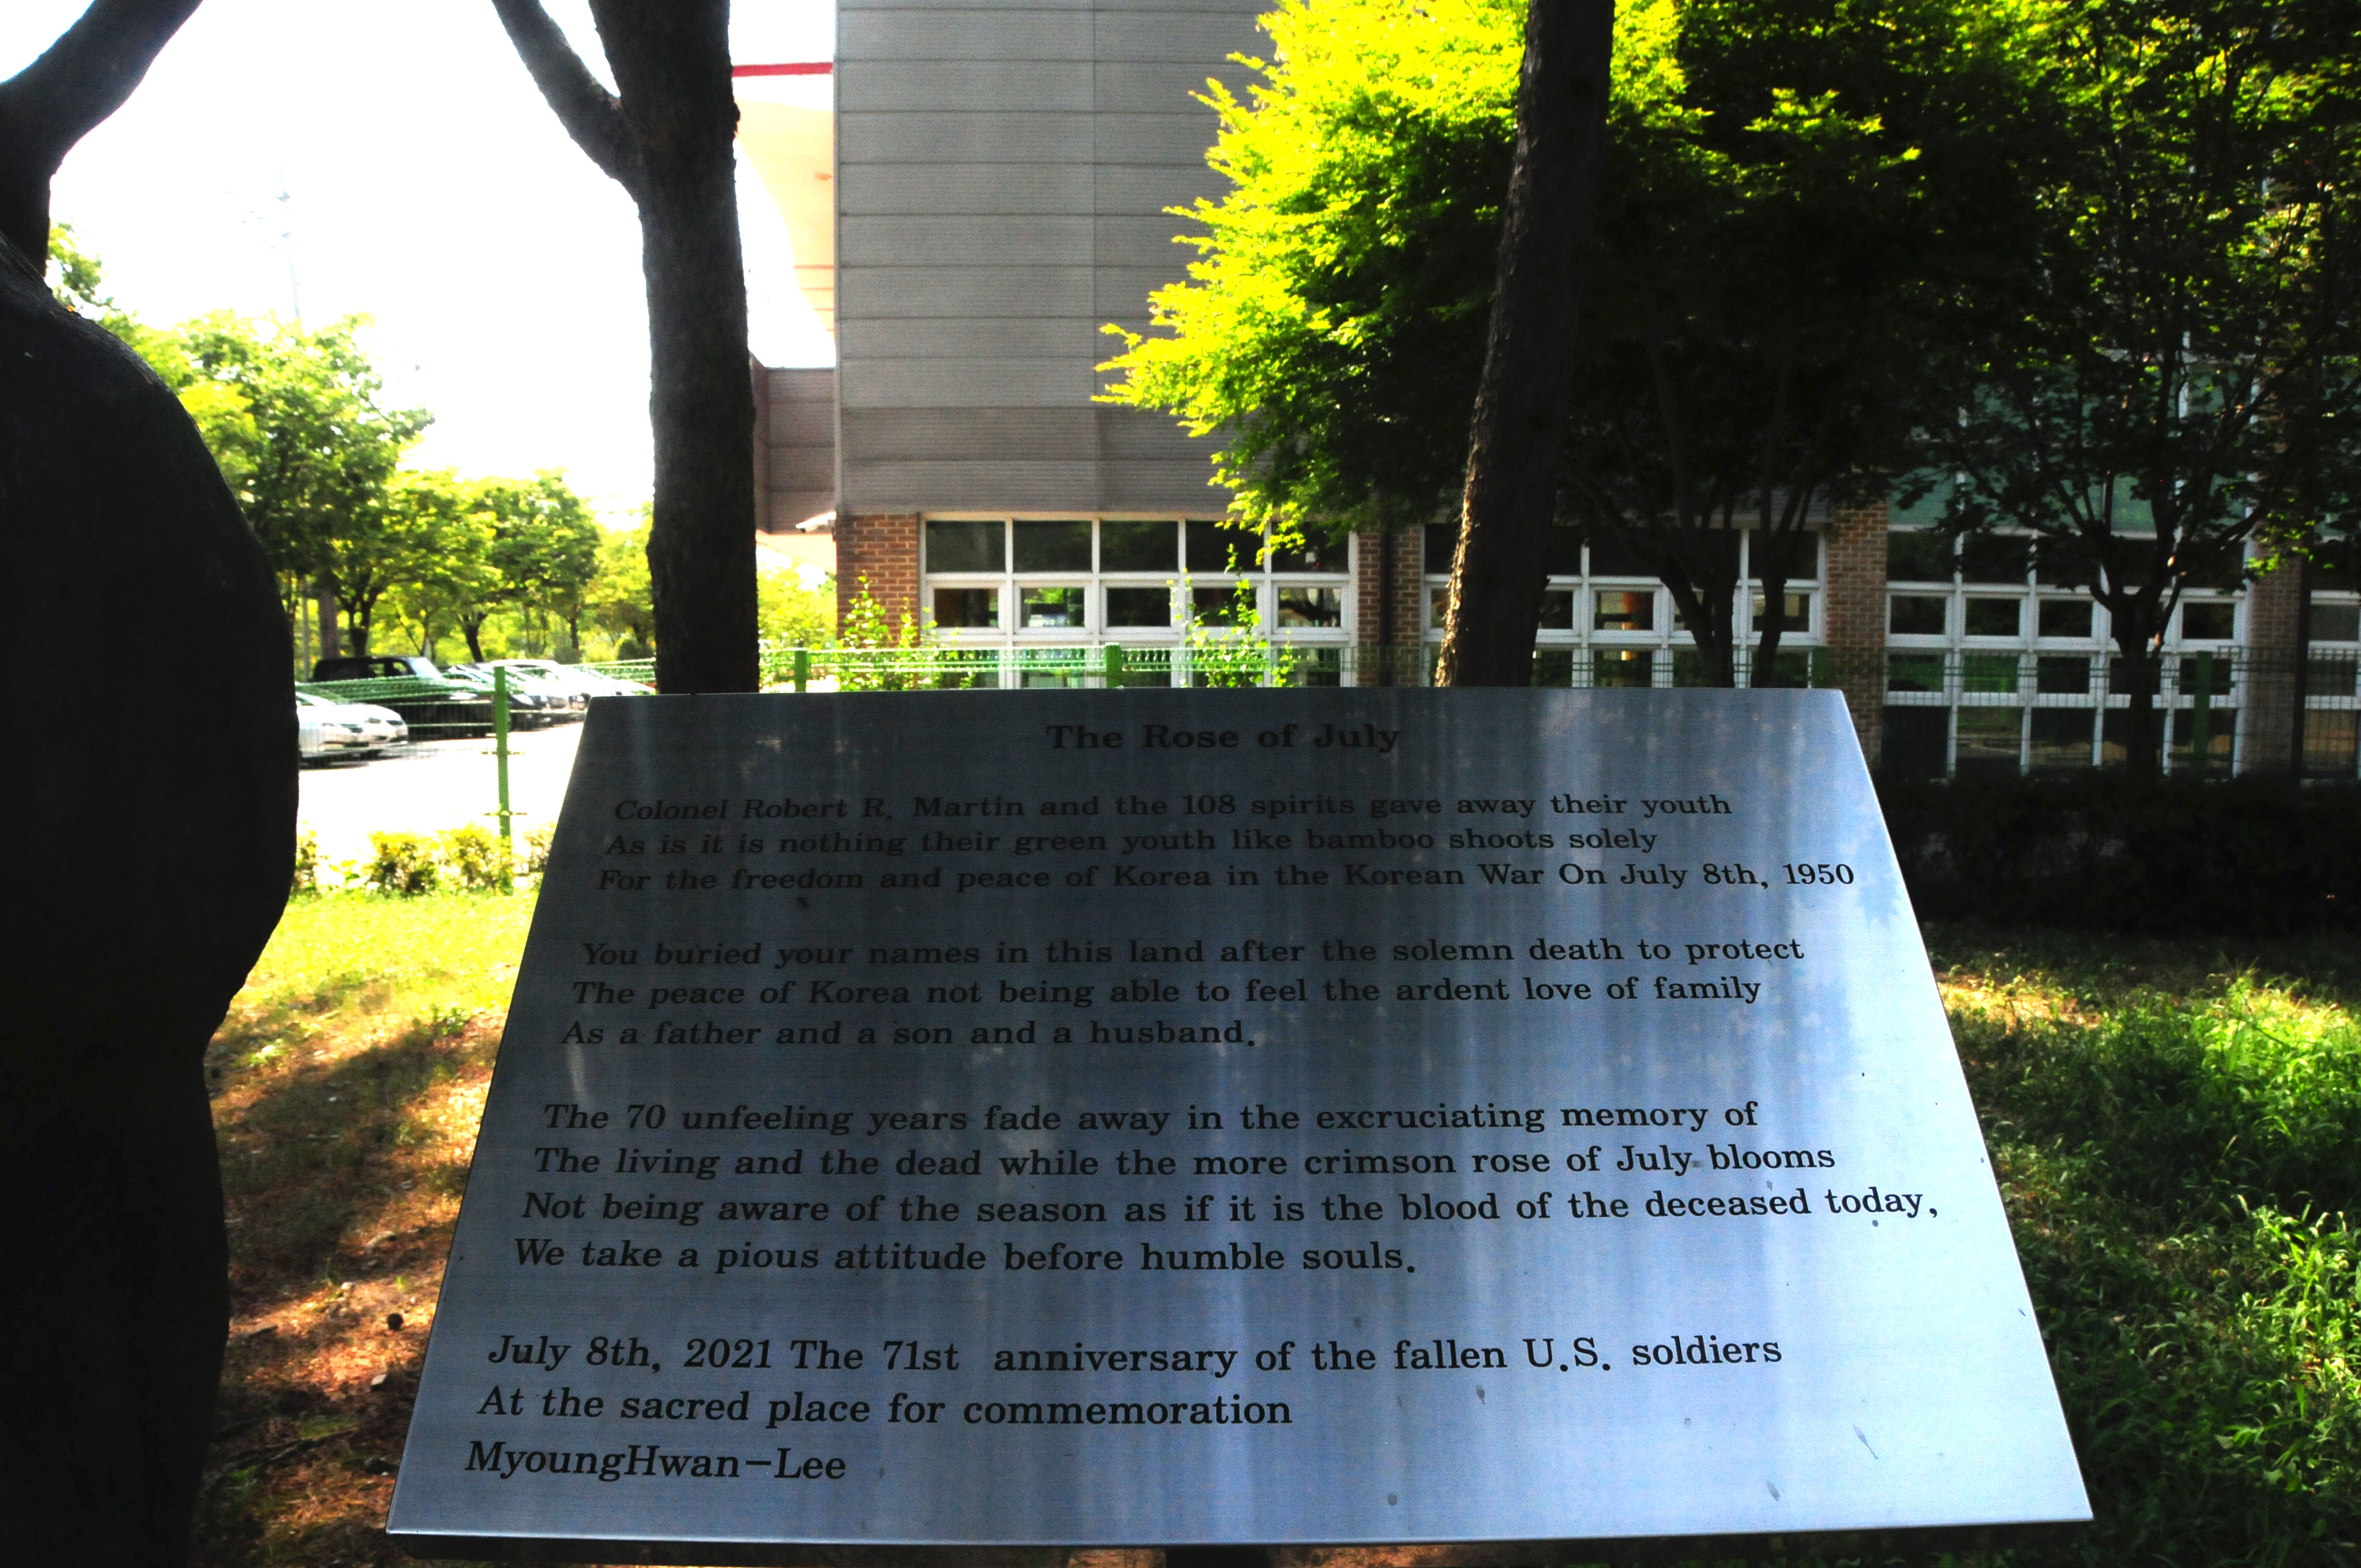 The Rose of July
Colonel Robert R. Martin and the 108 spirits gave away their youth
As is it is nothing their green youth like bamboo shoots solely
For the freedom and peace of Korea in the Korean War On July 8th, 1950
You buried your names in this land after the solemn death to protect
The peace of Korea not being able to feel the ardent love of family
As a father and a son and a husband.
The 70 unfeeling years fade away in the excruciating memory of
The living and the dead while the more crimson rose of July blooms
Not being aware of the season as if it is the blood of the deceased today,
We take a pious attitude before humble souls.
July 8th, 2021 The 71st anniversary of the fallen U.S. soldiers
At the sacred place for commemoration
MyoungHwan-Lee